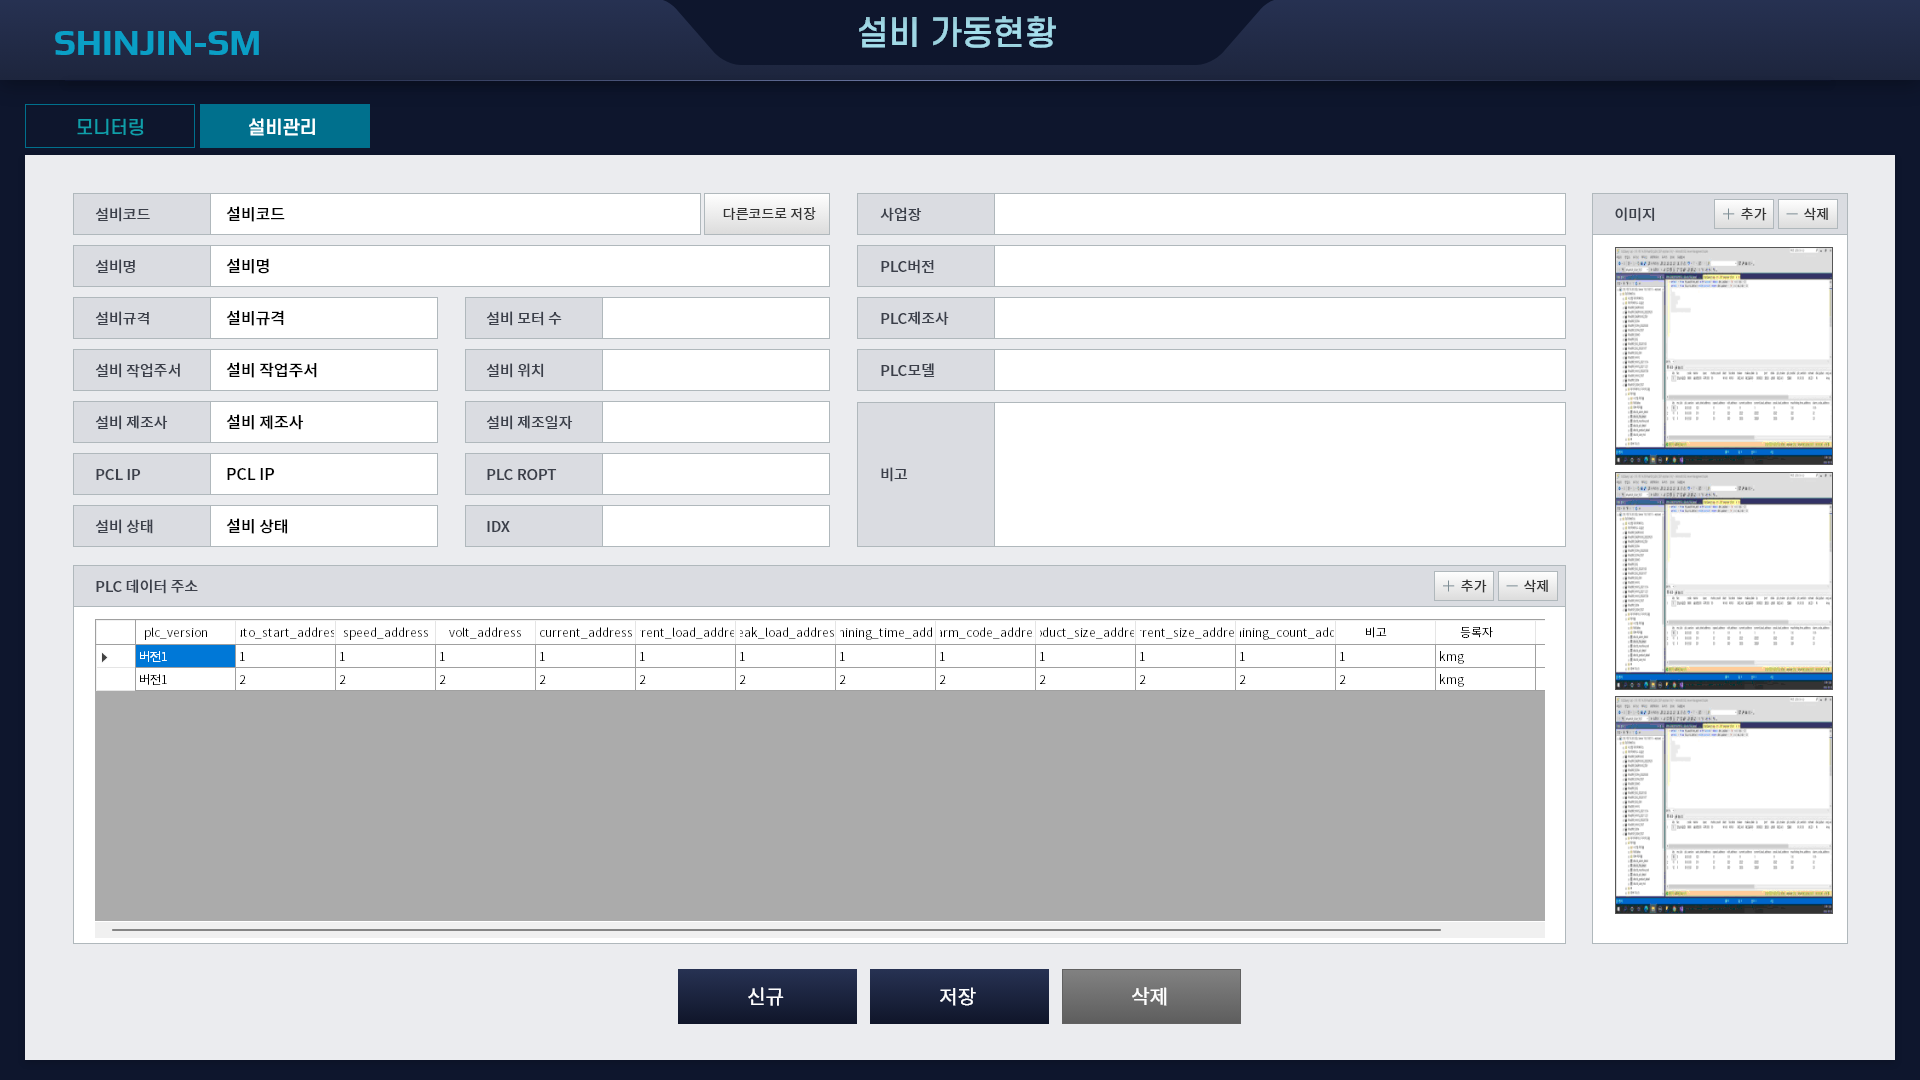 SHINJIN-SM
설비 가동현황
모니터링
설비관리
설비코드 설비코드 다른코드로 저장
사업장
이미지 + 추가 − 삭제
설비명 설비명
PLC버전
설비규격 설비규격 설비 모터 수
PLC제조사
설비 작업주서 설비 작업주서 설비 위치
PLC모델
설비 제조사 설비 제조사 설비 제조일자
비고
PCL IP PCL IP PLC ROPT
설비 상태 설비 상태 IDX
PLC 데이터 주소 + 추가 − 삭제
plc_version ıto_start_addres speed_address volt_address current_address rent_load_addre eak_load_addres nining_time_add arm_code_addre oduct_size_addre rent_size_addre ining_count_add 비고 등록자
버전1 1 1 1 1 1 1 1 1 1 1 1 1 kmg
버전1 2 2 2 2 2 2 2 2 2 2 2 2 kmg
신규 저장 삭제